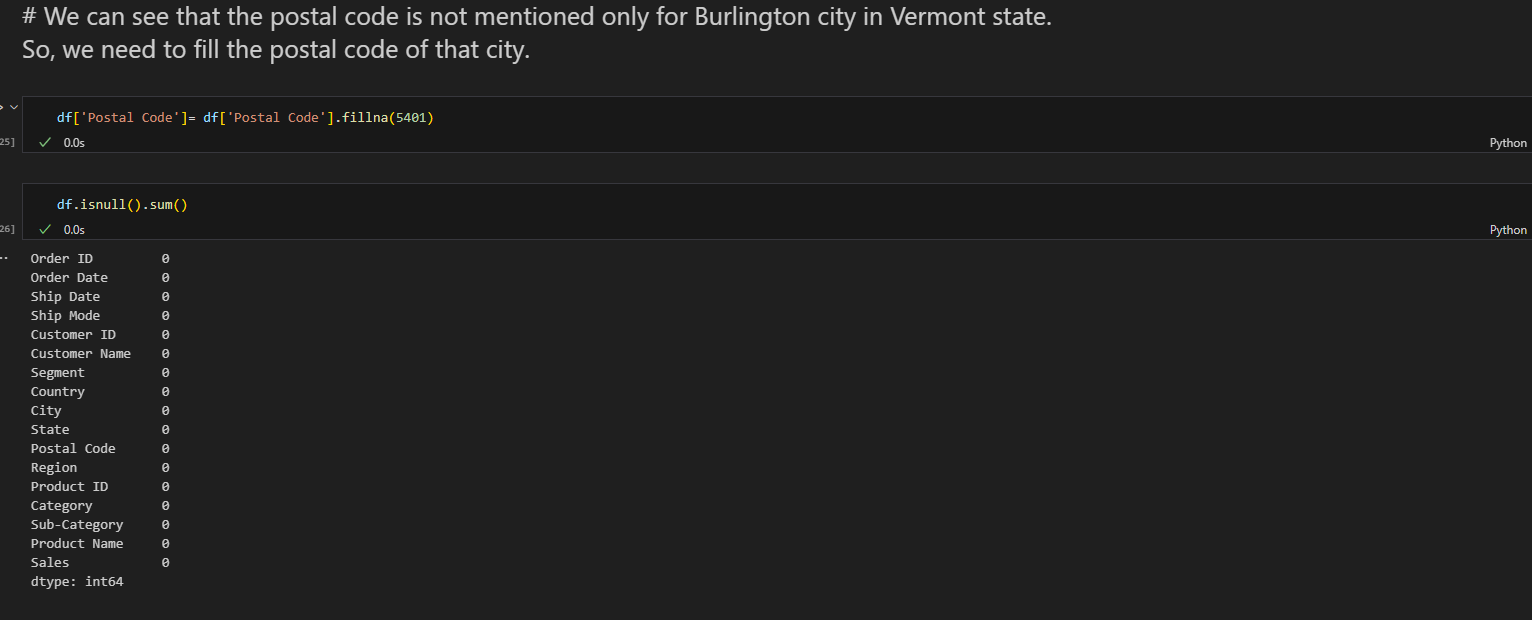 # We can see that the postal code is not mentioned only for Burlington city in Vermont state.
So, we need to fill the postal code of that city.
df['Postal Code']= df['Postal Code'].fillna(5401)
25]
0.0s
Python
df.isnull().sum()
26]
0.0s
Python
Order ID 0
Order Date 0
Ship Date 0
Ship Mode 0
Customer ID 0
Customer Name 0
Segment 0
Country 0
City 0
State 0
Postal Code 0
Region 0
Product ID 0
Category 0
Sub-Category 0
Product Name 0
Sales 0
dtype: int64